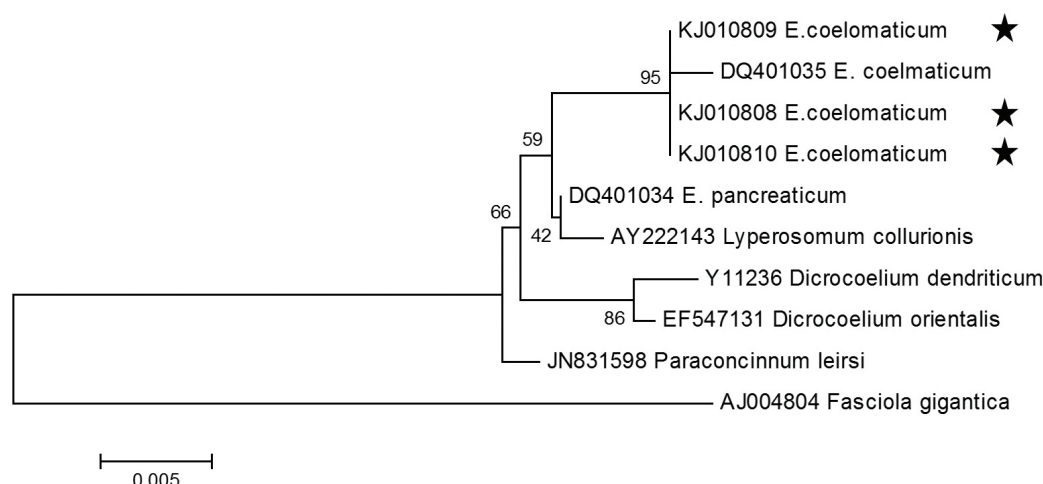 KJ010809 E.coelomaticum
95
DQ401035 E. coelmaticum
KJ010808 E.coelomaticum
59
KJ010810 E.coelomaticum
DQ401034 E. pancreaticum
66
42
AY222143 Lyperosomum collurionis
Y11236 Dicrocoelium dendriticum
86
EF547131 Dicrocoelium orientalis
JN831598 Paraconcinnum leirsi
AJ004804 Fasciola gigantica
0.005